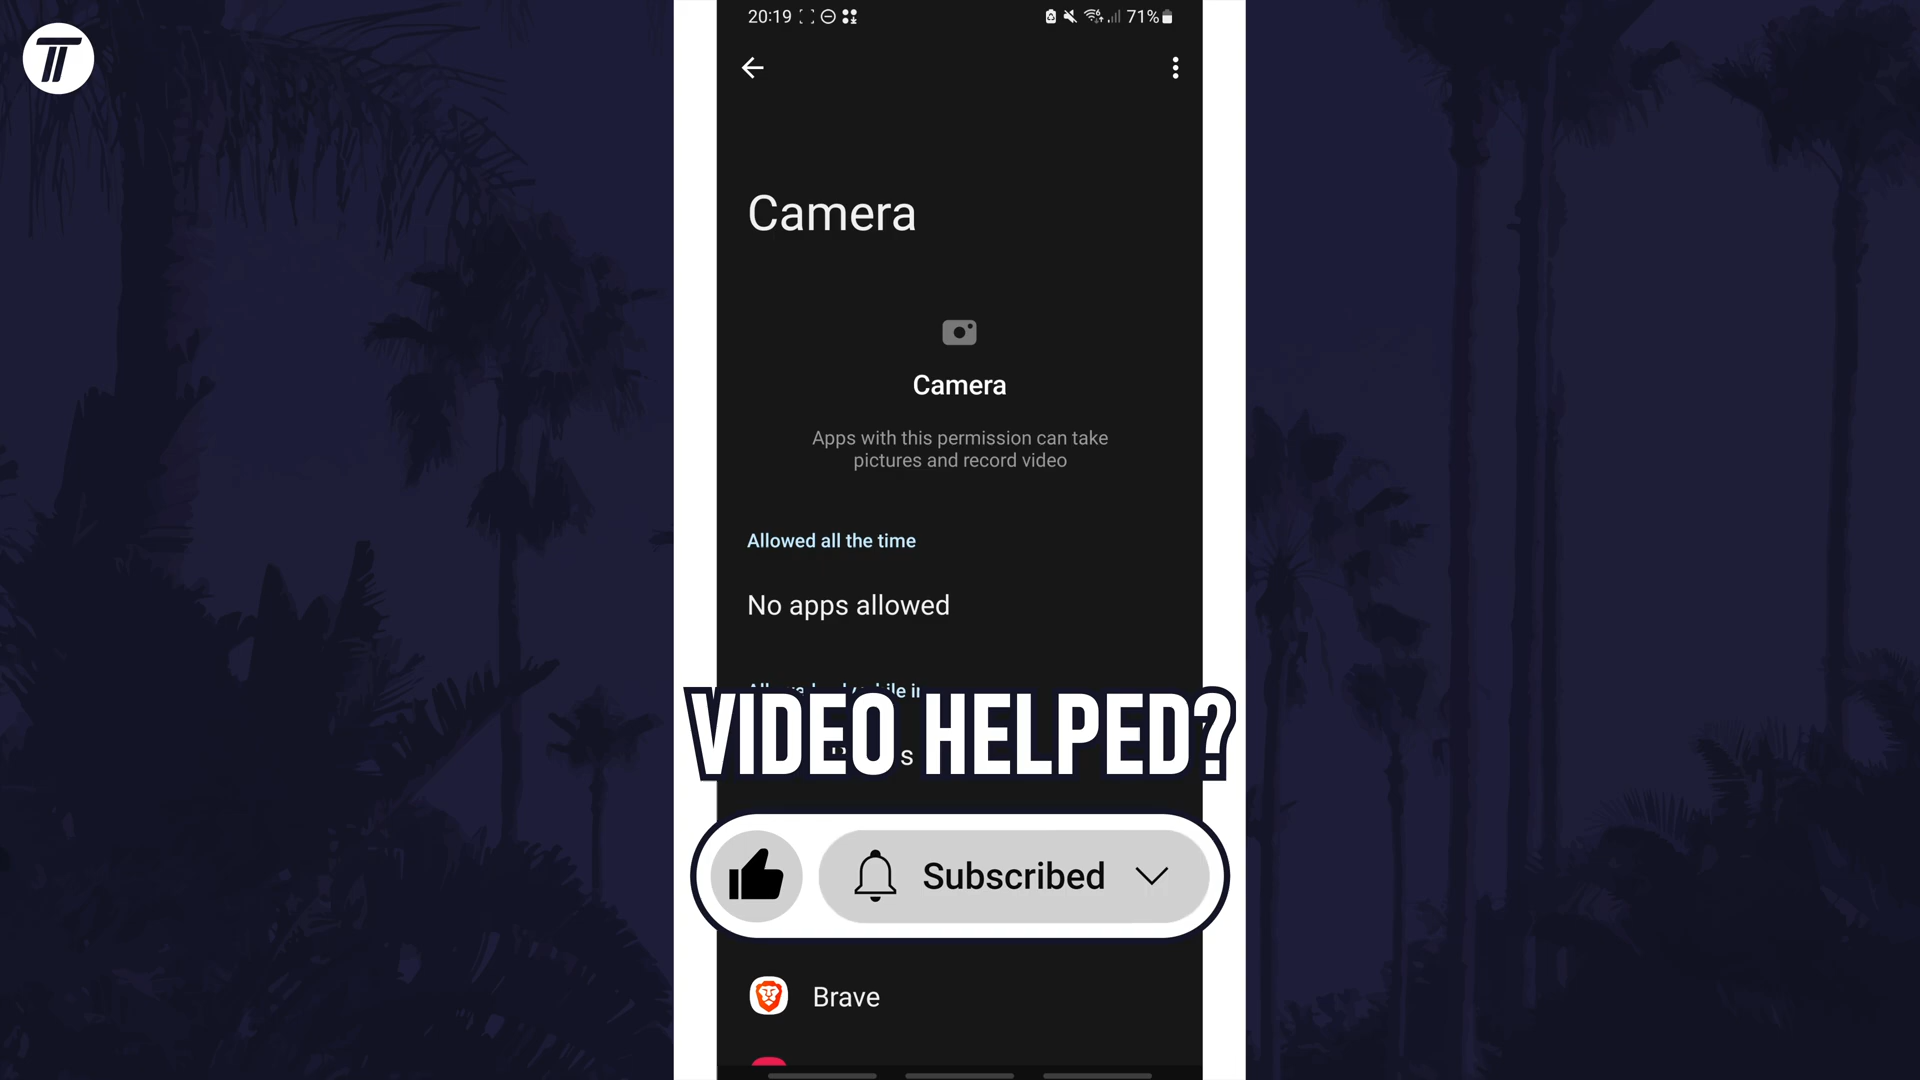 20:19
71%
Camera
Camera
Apps with this permission can take
pictures and record video
Allowed all the time
No apps allowed
VIDEO HELPED?
Subscribed
Brave